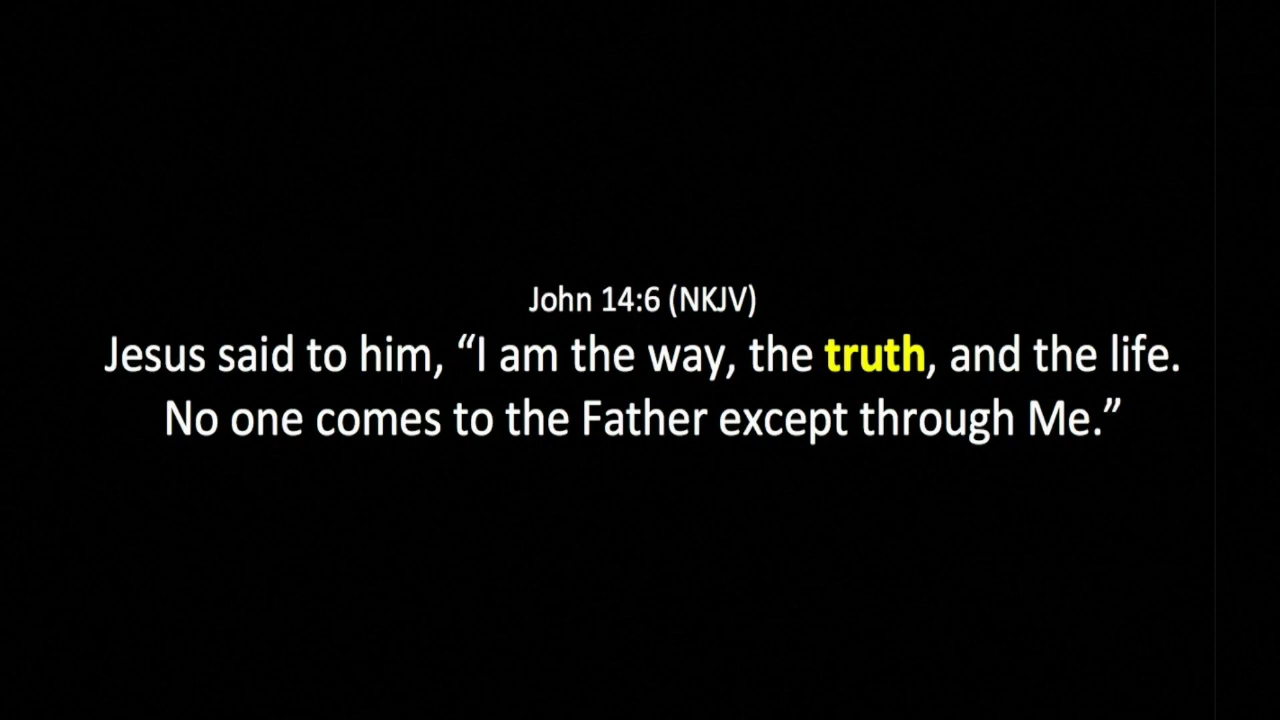 John 14:6 (NKJV)
Jesus said to him, “I am the way, the truth, and the life.
No one comes to the Father except through Me.”